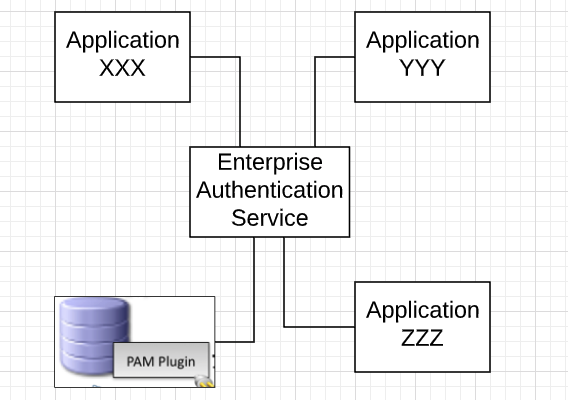 Application
XXX
Application
YYY
Enterprise
Authentication
Service
Application
ZZZ
PAM Plugin